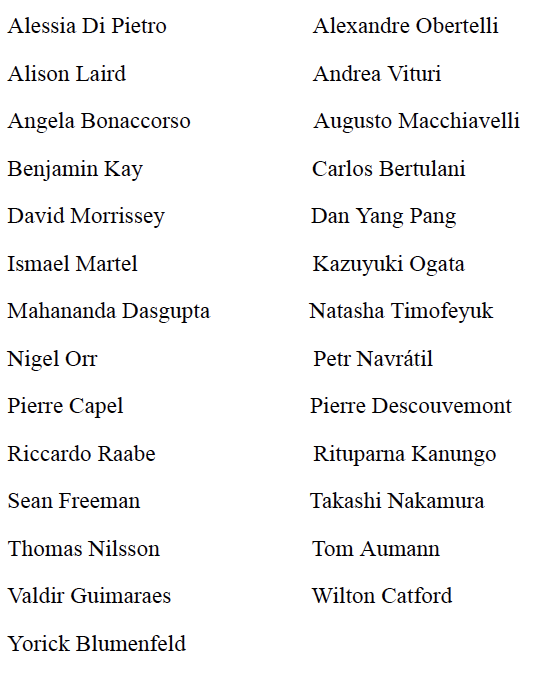 Alessia Di Pietro Alexandre Obertelli
Alison Laird Andrea Vituri
Angela Bonaccorso Augusto Macchiavelli
Benjamin Kay Carlos Bertulani
David Morrissey Dan Yang Pang
Ismael Martel Kazuyuki Ogata
Mahananda Dasgupta Natasha Timofeyuk
Nigel Orr Petr Navrátil
Pierre Capel Pierre Descouvemont
Riccardo Raabe Rituparna Kanungo
Sean Freeman Takashi Nakamura
Thomas Nilsson Tom Aumann
Valdir Guimaraes Wilton Catford
Yorick Blumenfeld